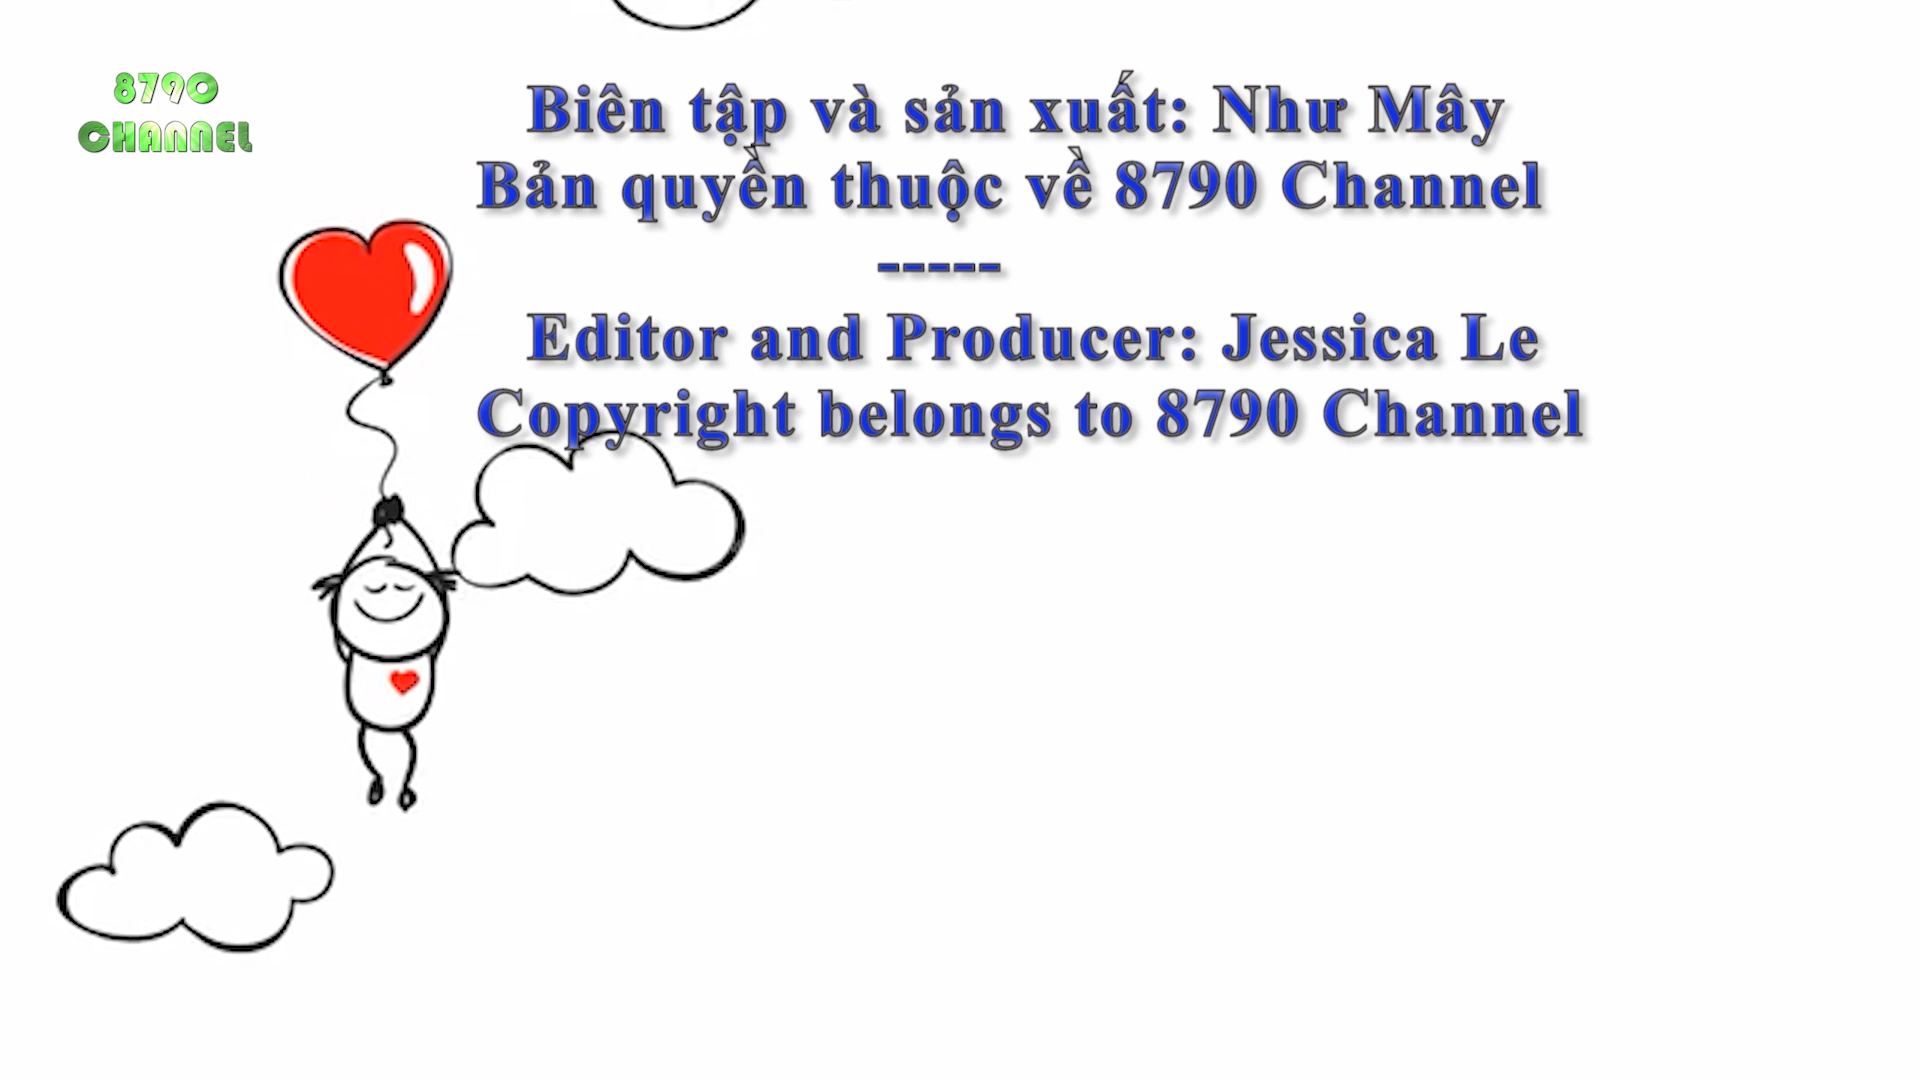 8790
CHANNEL
Biên tập và sản xuất: Như Mây
Bản quyền thuộc về 8790 Channel
-----
Editor and Producer: Jessica Le
Copyright belongs to 8790 Channel